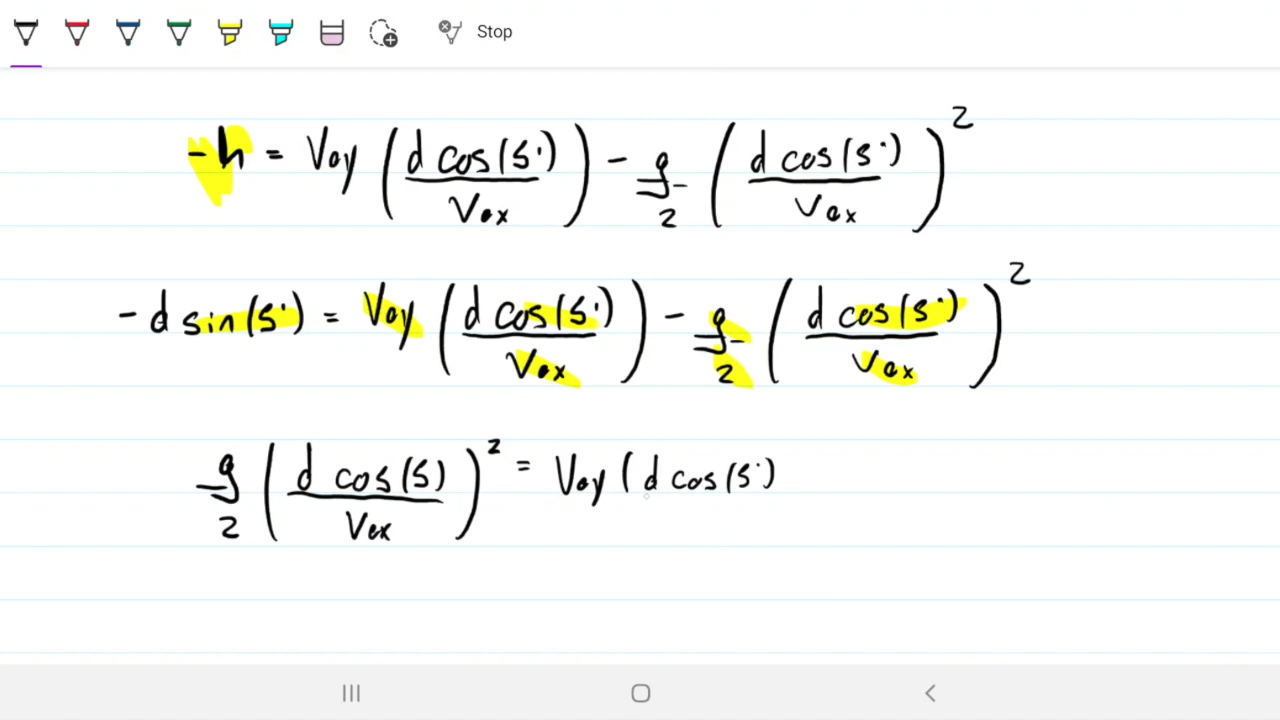 Stop
-h = Voy (d cos(5°) / Vox) - g/2 (d cos(5°) / Vox)²
-d sin(5°) = Voy (d cos(5°) / Vox) - g/2 (d cos(5°) / Vox)²
g/2 (d cos(5) / Vox)² = Voy (d cos(5°)